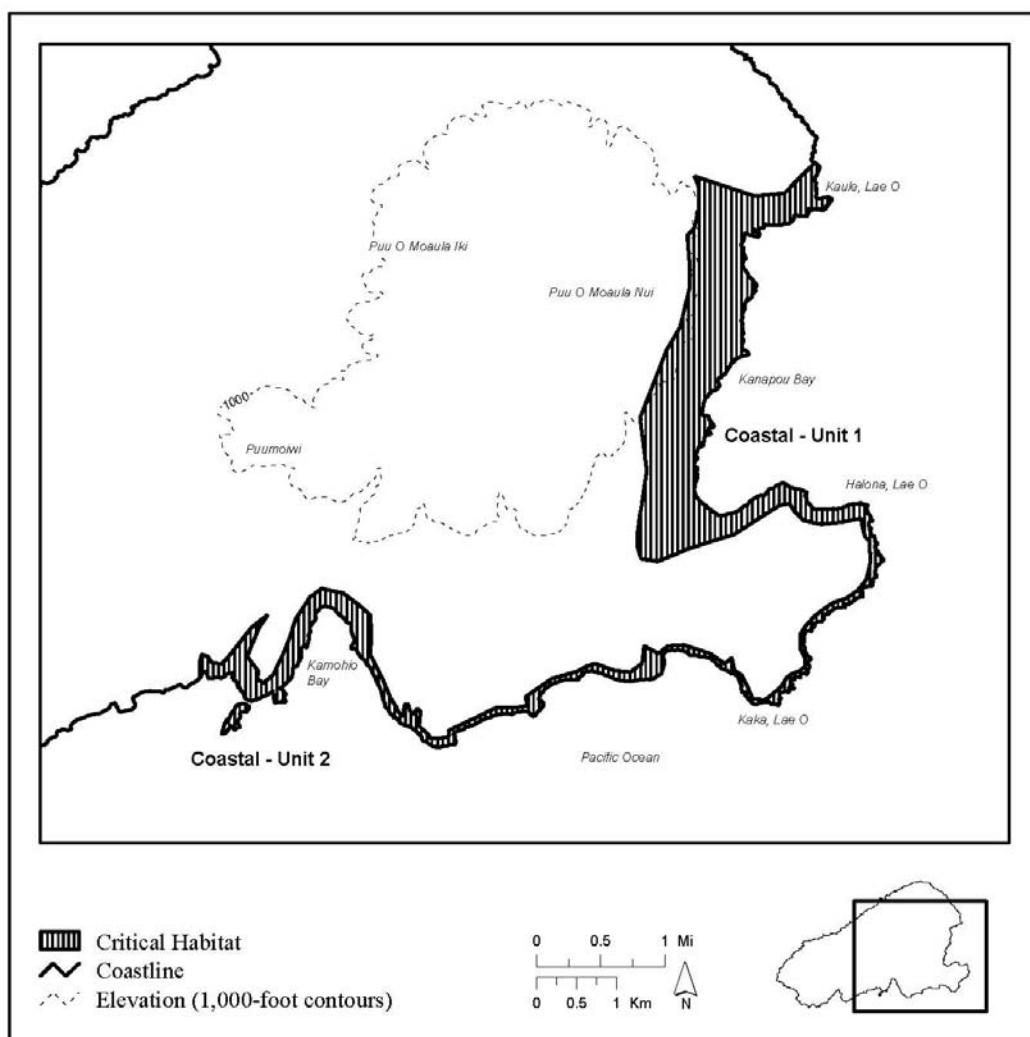 Kaule, Lae O
Puu O Moaula Iki
Puu O Moaula Nui
Kanapou Bay
1000
Coastal - Unit 1
Puumoiwi
Halona, Lae O
Kamohio
Bay
Kaka, Lae O
Coastal - Unit 2
Pacific Ocean
Critical Habitat
Coastline
Elevation (1,000-foot contours)
0 0.5 1 Mi
0 0.5 1 Km
N